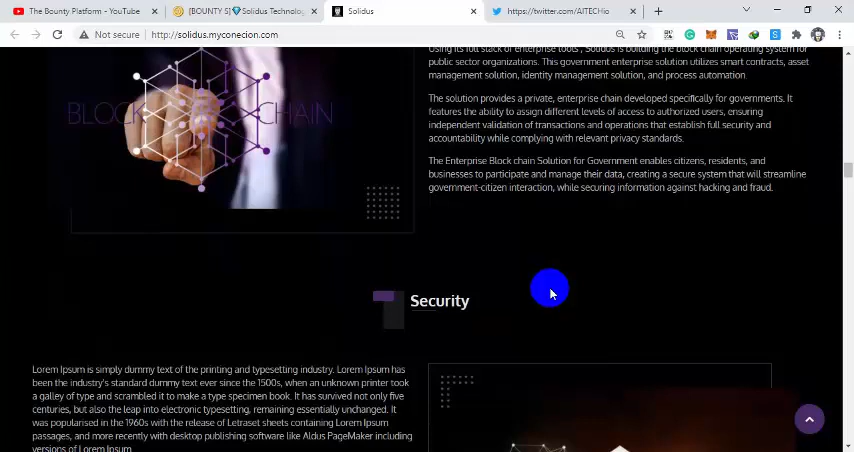 The Bounty Platform - YouTube
[BOUNTY S]💎Solidus Technolog
Solidus
https://twitter.com/AITECHio
Not secure
http://solidus.myconecion.com
Using its full stack of enterprise tools , Solidus is building the block chain operating system for
public sector organizations. This government enterprise solution utilizes smart contracts, asset
management solution, identity management solution, and process automation
The solution provides a private, enterprise chain developed specifically for governments. It
features the ability to assign different levels of access to authorized users, ensuring
independent validation of transactions and operations that establish full security and
accountability while complying with relevant privacy standards.
The Enterprise Block chain Solution for Government enables citizens, residents, and
businesses to participate and manage their data, creating a secure system that will streamline
government-citizen interaction, while securing information against hacking and fraud.
BLOCK CHAIN
Security
Lorem Ipsum is simply dummy text of the printing and typesetting industry. Lorem Ipsum has
been the industry's standard dummy text ever since the 1500s, when an unknown printer took
a galley of type and scrambled it to make a type specimen book. It has survived not only five
centuries, but also the leap into electronic typesetting, remaining essentially unchanged. It
was popularised in the 1960s with the release of Letraset sheets containing Lorem Ipsum
passages, and more recently with desktop publishing software like Aldus PageMaker including
versions of Lorem Ipsum